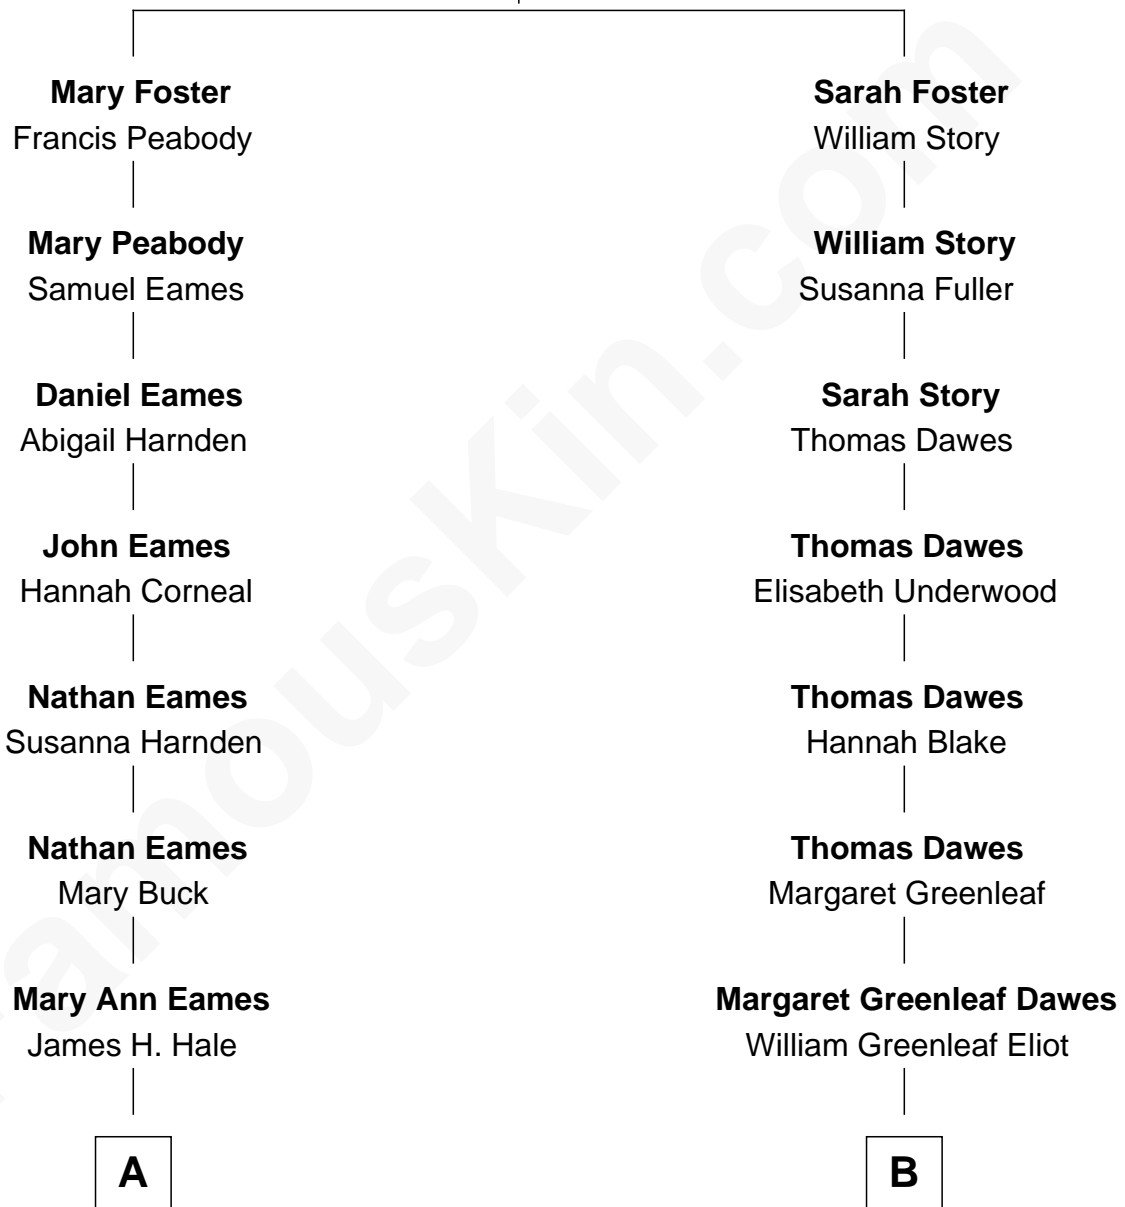 Mary Foster
Francis Peabody
Mary Peabody
Samuel Eames
Daniel Eames
Abigail Harnden
John Eames
Hannah Corneal
Nathan Eames
Susanna Harnden
Nathan Eames
Mary Buck
Mary Ann Eames
James H. Hale
A
Sarah Foster
William Story
William Story
Susanna Fuller
Sarah Story
Thomas Dawes
Thomas Dawes
Elisabeth Underwood
Thomas Dawes
Hannah Blake
Thomas Dawes
Margaret Greenleaf
Margaret Greenleaf Dawes
William Greenleaf Eliot
B
FamousKin.com